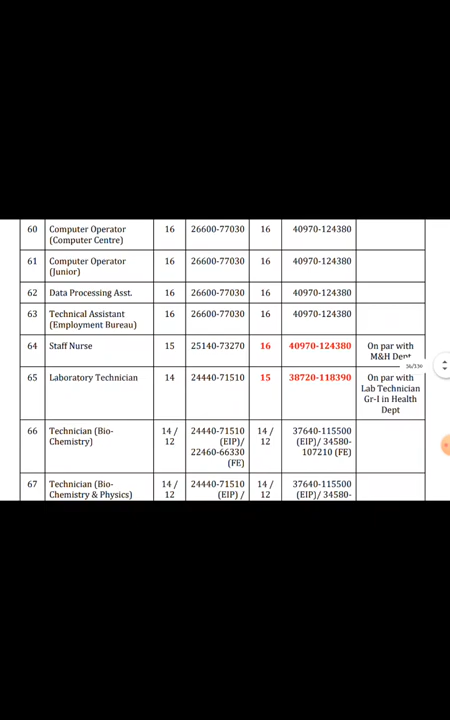 60 Computer Operator (Computer Centre) 16 26600-77030 16 40970-124380
61 Computer Operator (Junior) 16 26600-77030 16 40970-124380
62 Data Processing Asst. 16 26600-77030 16 40970-124380
63 Technical Assistant (Employment Bureau) 16 26600-77030 16 40970-124380
64 Staff Nurse 15 25140-73270 16 40970-124380 On par with M&H Dept
56/150
65 Laboratory Technician 14 24440-71510 15 38720-118390 On par with Lab Technician Gr-I in Health Dept
66 Technician (Bio-Chemistry) 14 / 12 24440-71510 (EIP)/ 22460-66330 (FE) 14 / 12 37640-115500 (EIP)/ 34580-107210 (FE)
67 Technician (Bio-Chemistry & Physics) 14 / 12 24440-71510 (EIP) / 14 / 12 37640-115500 (EIP)/ 34580-